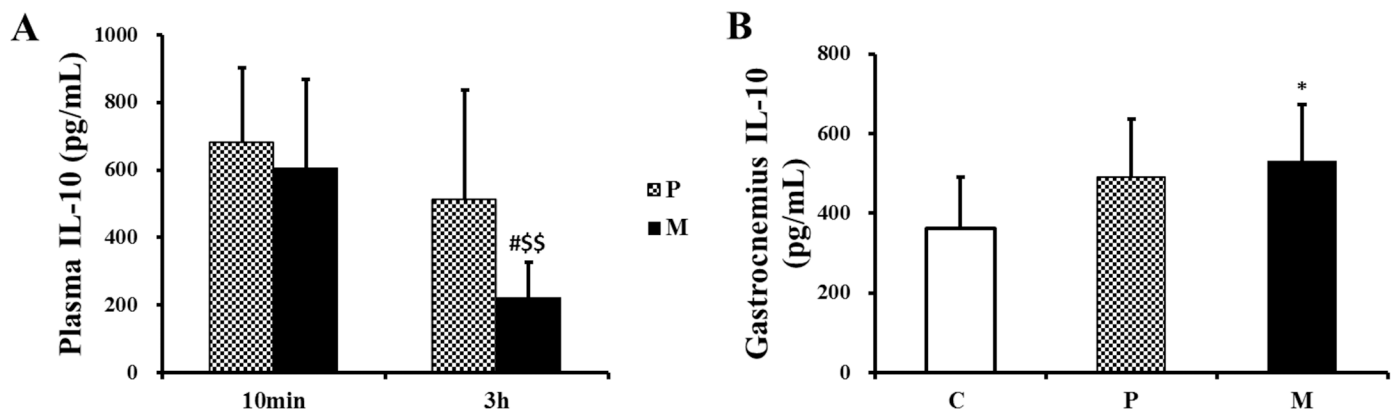 A
Plasma IL-10 (pg/mL)
1000
800
600
400
200
0
#$$
10min
3h
P
M
B
Gastrocnemius IL-10
(pg/mL)
800
600
400
200
0
*
C
P
M